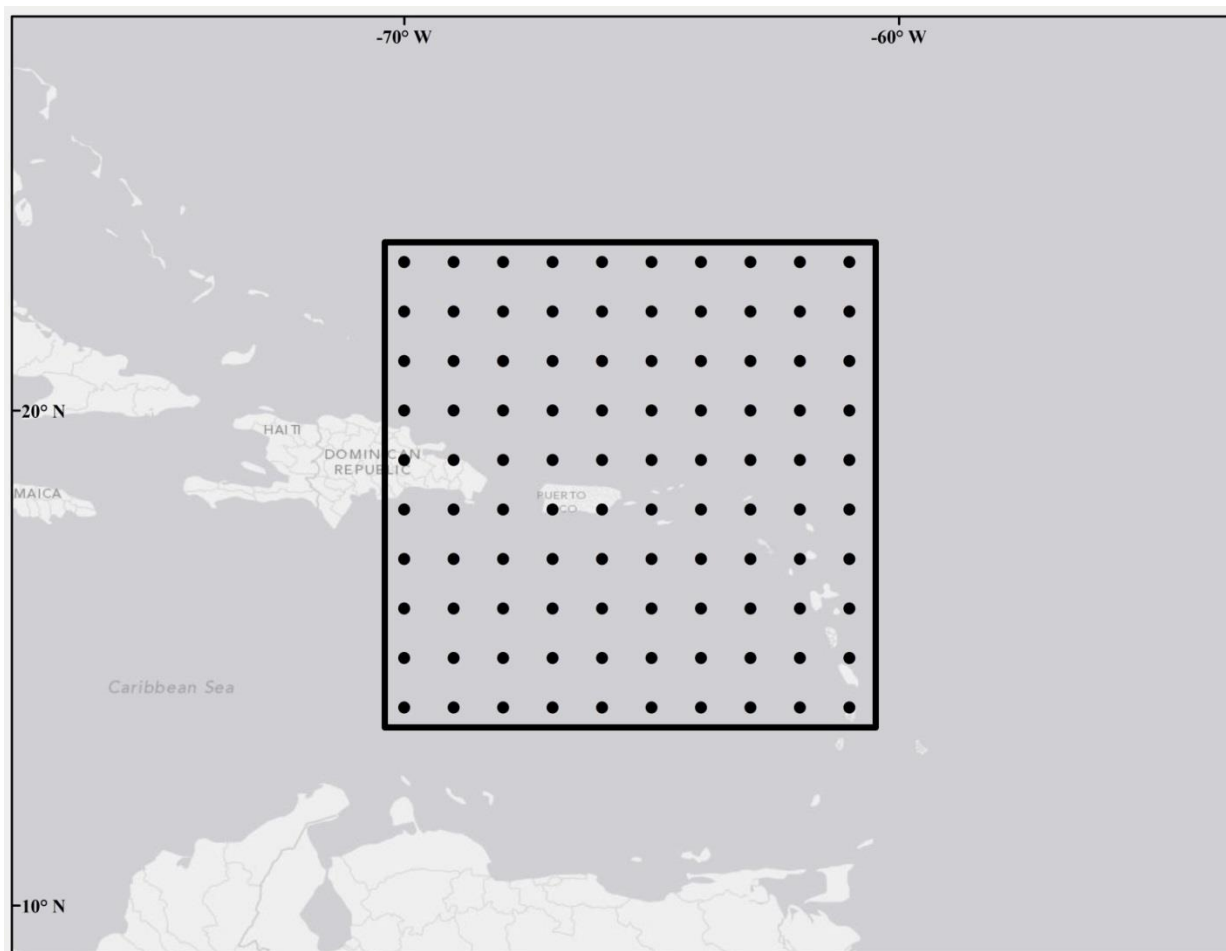 -70° W
-60° W
20° N
HAITI
DOMINICAN
REPUBLIC
MAICA
PUERTO
Caribbean Sea
10° N